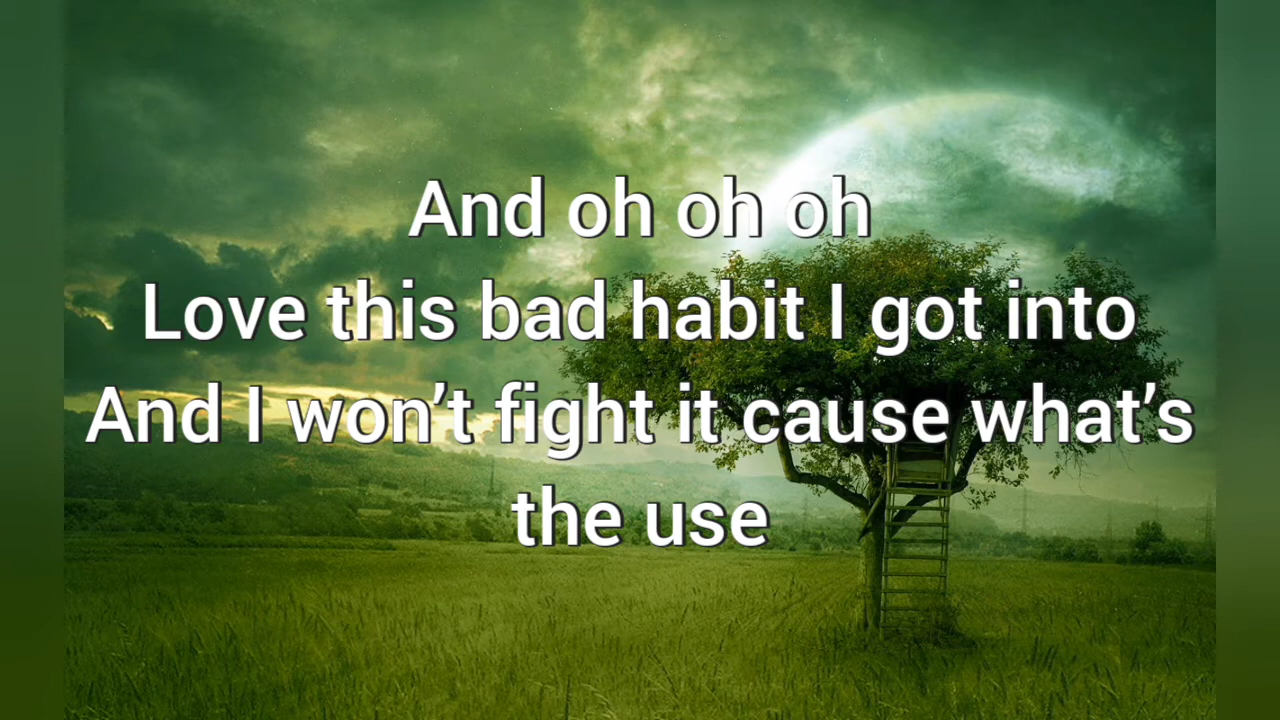 And oh oh oh
Love this bad habit I got into
And I won’t fight it cause what’s
the use